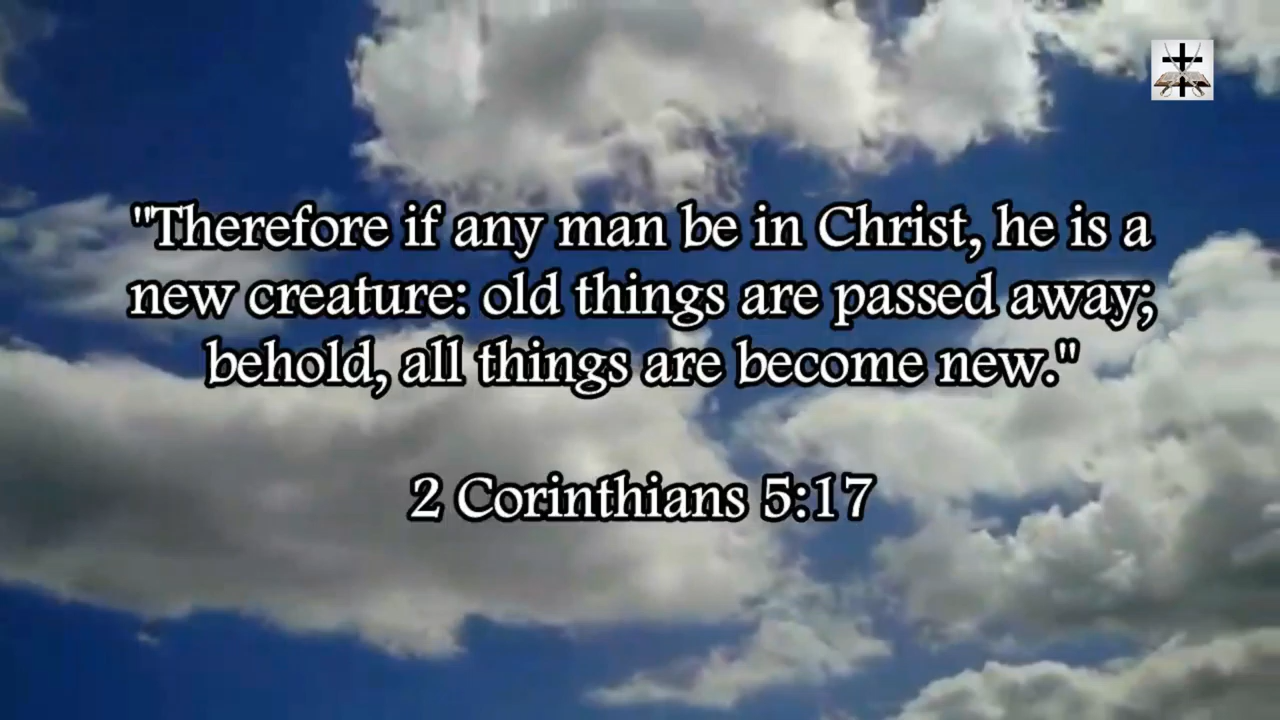 "Therefore if any man be in Christ, he is a
new creature: old things are passed away;
behold, all things are become new."
2 Corinthians 5:17